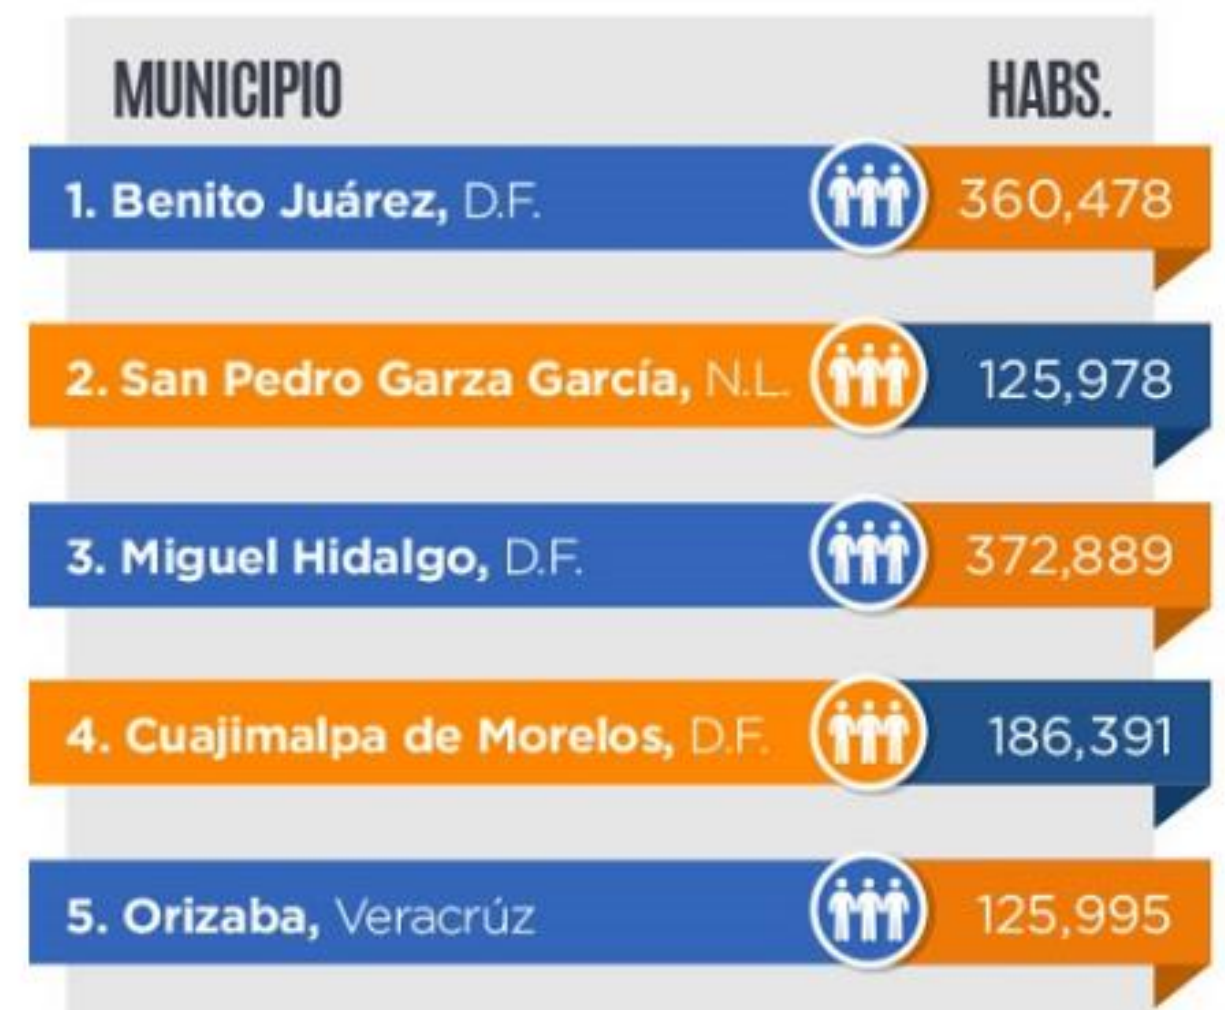 MUNICIPIO HABS.
1. Benito Juárez, D.F. 360,478
2. San Pedro Garza García, N.L. 125,978
3. Miguel Hidalgo, D.F. 372,889
4. Cuajimalpa de Morelos, D.F. 186,391
5. Orizaba, Veracrúz 125,995